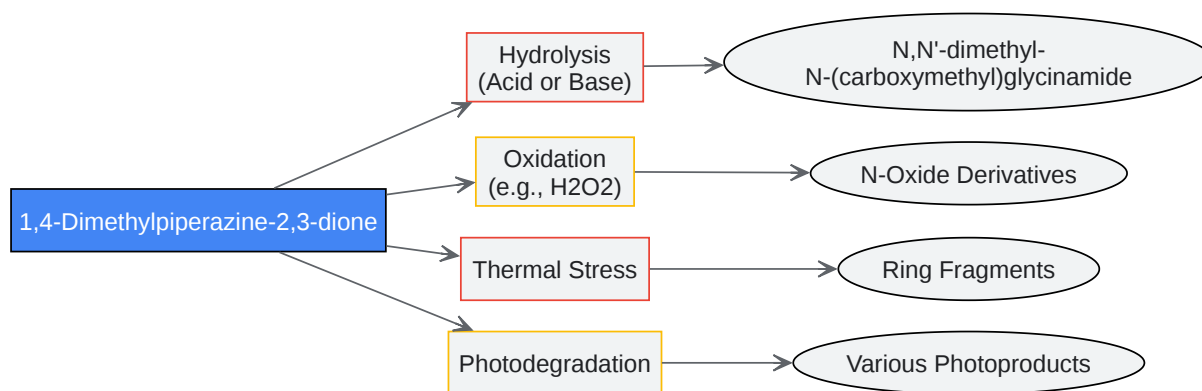 Hydrolysis
(Acid or Base)
N,N'-dimethyl-
N-(carboxymethyl)glycinamide
Oxidation
(e.g., H2O2)
N-Oxide Derivatives
1,4-Dimethylpiperazine-2,3-dione
Thermal Stress
Ring Fragments
Photodegradation
Various Photoproducts